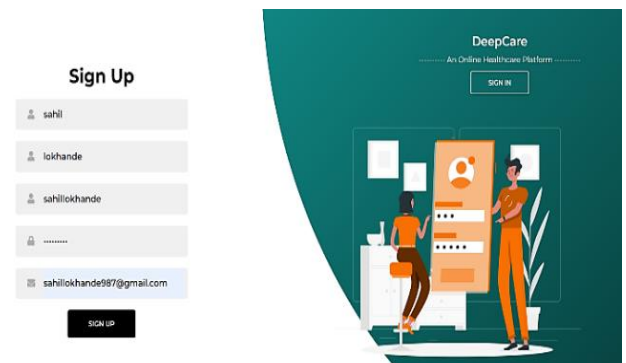 Sign Up
sahil
lokhande
sahillokhande
.........
sahillokhande987@gmail.com
SIGN UP
DeepCare
---------- An Online Healthcare Platform ----------
SIGN IN